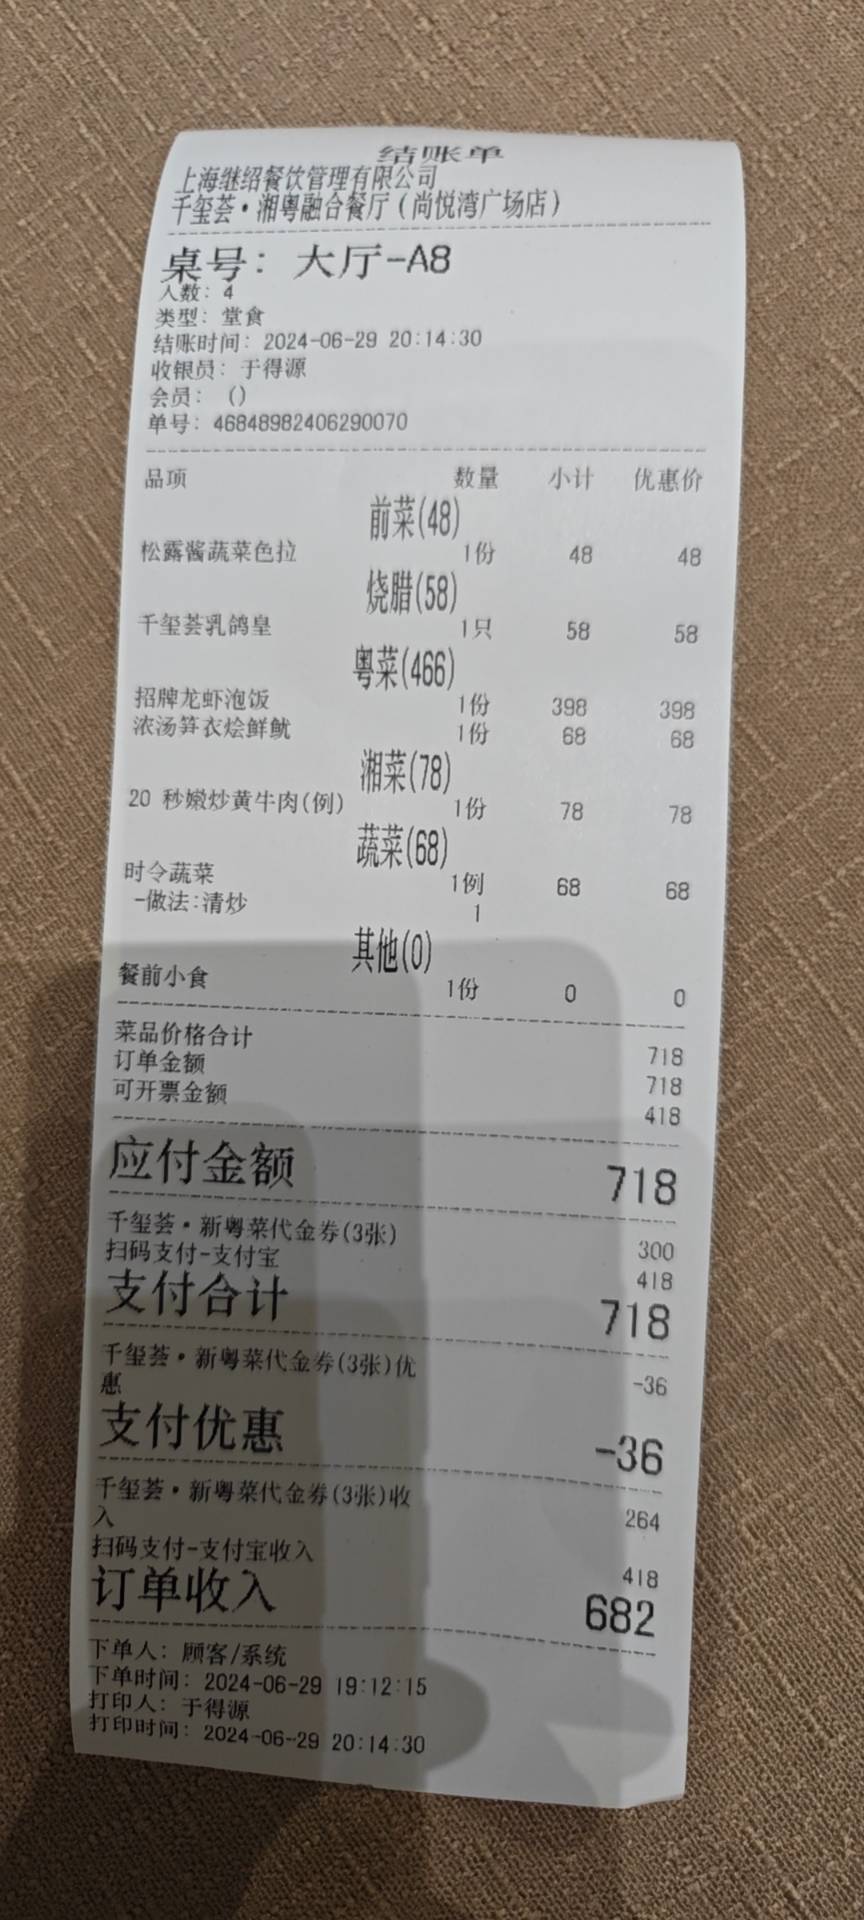 结账单
上海继绍餐饮管理有限公司
千玺荟·湘粤融合餐厅(尚悦湾广场店)
桌号: 大厅-A8
人数: 4
类型: 堂食
结账时间: 2024-06-29 20:14:30
收银员: 于得源
会员: ()
单号: 46848982406290070
品项 数量 小计 优惠价
前菜(48)
松露酱蔬菜色拉 1份 48 48
烧腊(58)
千玺荟乳鸽皇 1只 58 58
粤菜(466)
招牌龙虾泡饭 1份 398 398
浓汤笋衣烩鲜鱿 1份 68 68
湘菜(78)
20 秒嫩炒黄牛肉(例) 1份 78 78
蔬菜(68)
时令蔬菜 1例 68 68
-做法:清炒 1
其他(0)
餐前小食 1份 0 0
菜品价格合计 718
订单金额 718
可开票金额 418
应付金额 718
千玺荟·新粤菜代金券(3张) 300
扫码支付-支付宝 418
支付合计 718
千玺荟·新粤菜代金券(3张)优
惠 -36
支付优惠 -36
千玺荟·新粤菜代金券(3张)收
入 264
扫码支付-支付宝收入 418
订单收入 682
下单人: 顾客/系统
下单时间: 2024-06-29 19:12:15
打印人: 于得源
打印时间: 2024-06-29 20:14:30